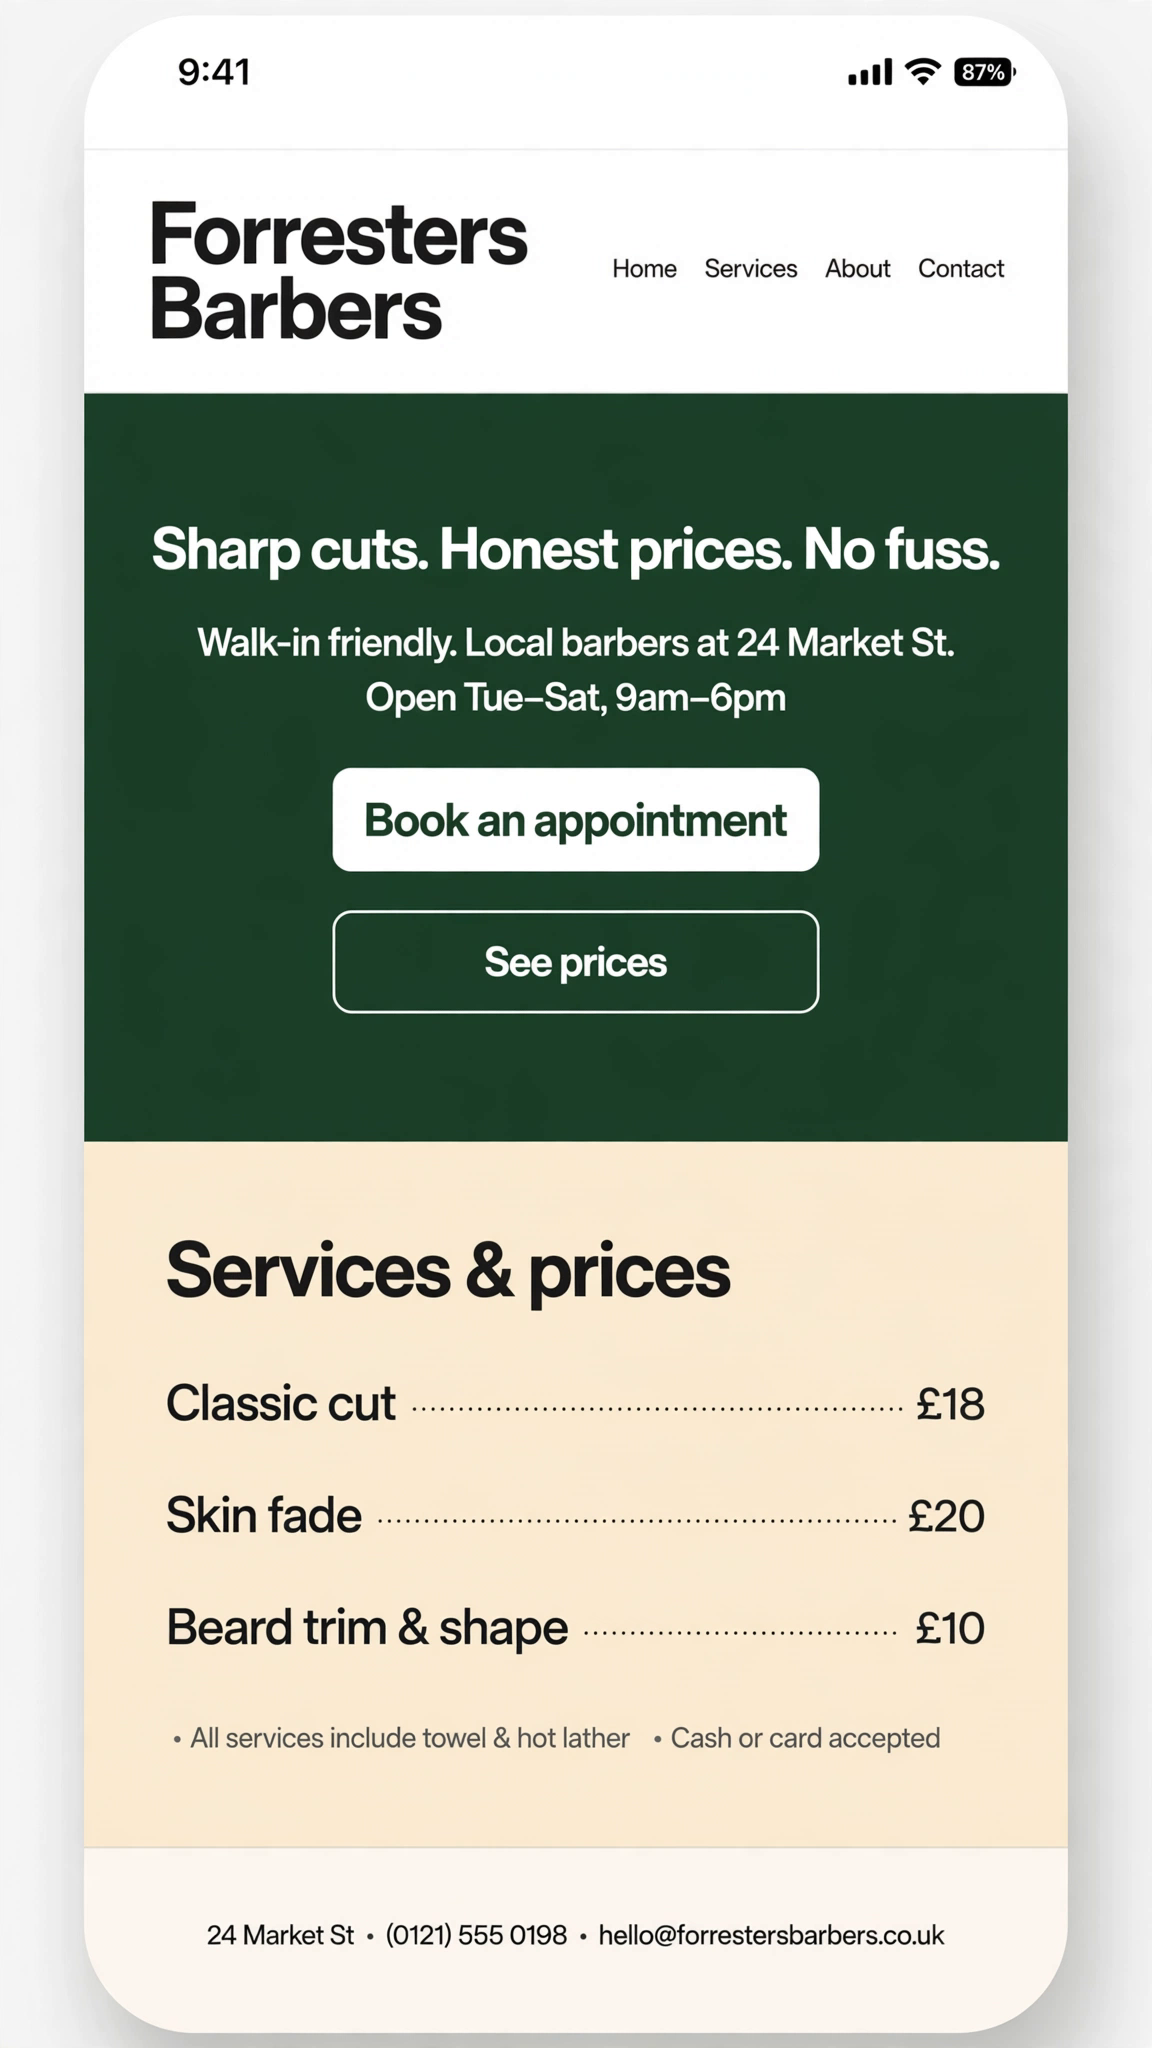 9:41
87%
Forresters
Barbers
Home Services About Contact
Sharp cuts. Honest prices. No fuss.
Walk-in friendly. Local barbers at 24 Market St.
Open Tue–Sat, 9am–6pm
Book an appointment
See prices
Services & prices
Classic cut ........................................................ £18
Skin fade ........................................................... £20
Beard trim & shape .................................... £10
• All services include towel & hot lather • Cash or card accepted
24 Market St • (0121) 555 0198 • hello@forrestersbarbers.co.uk